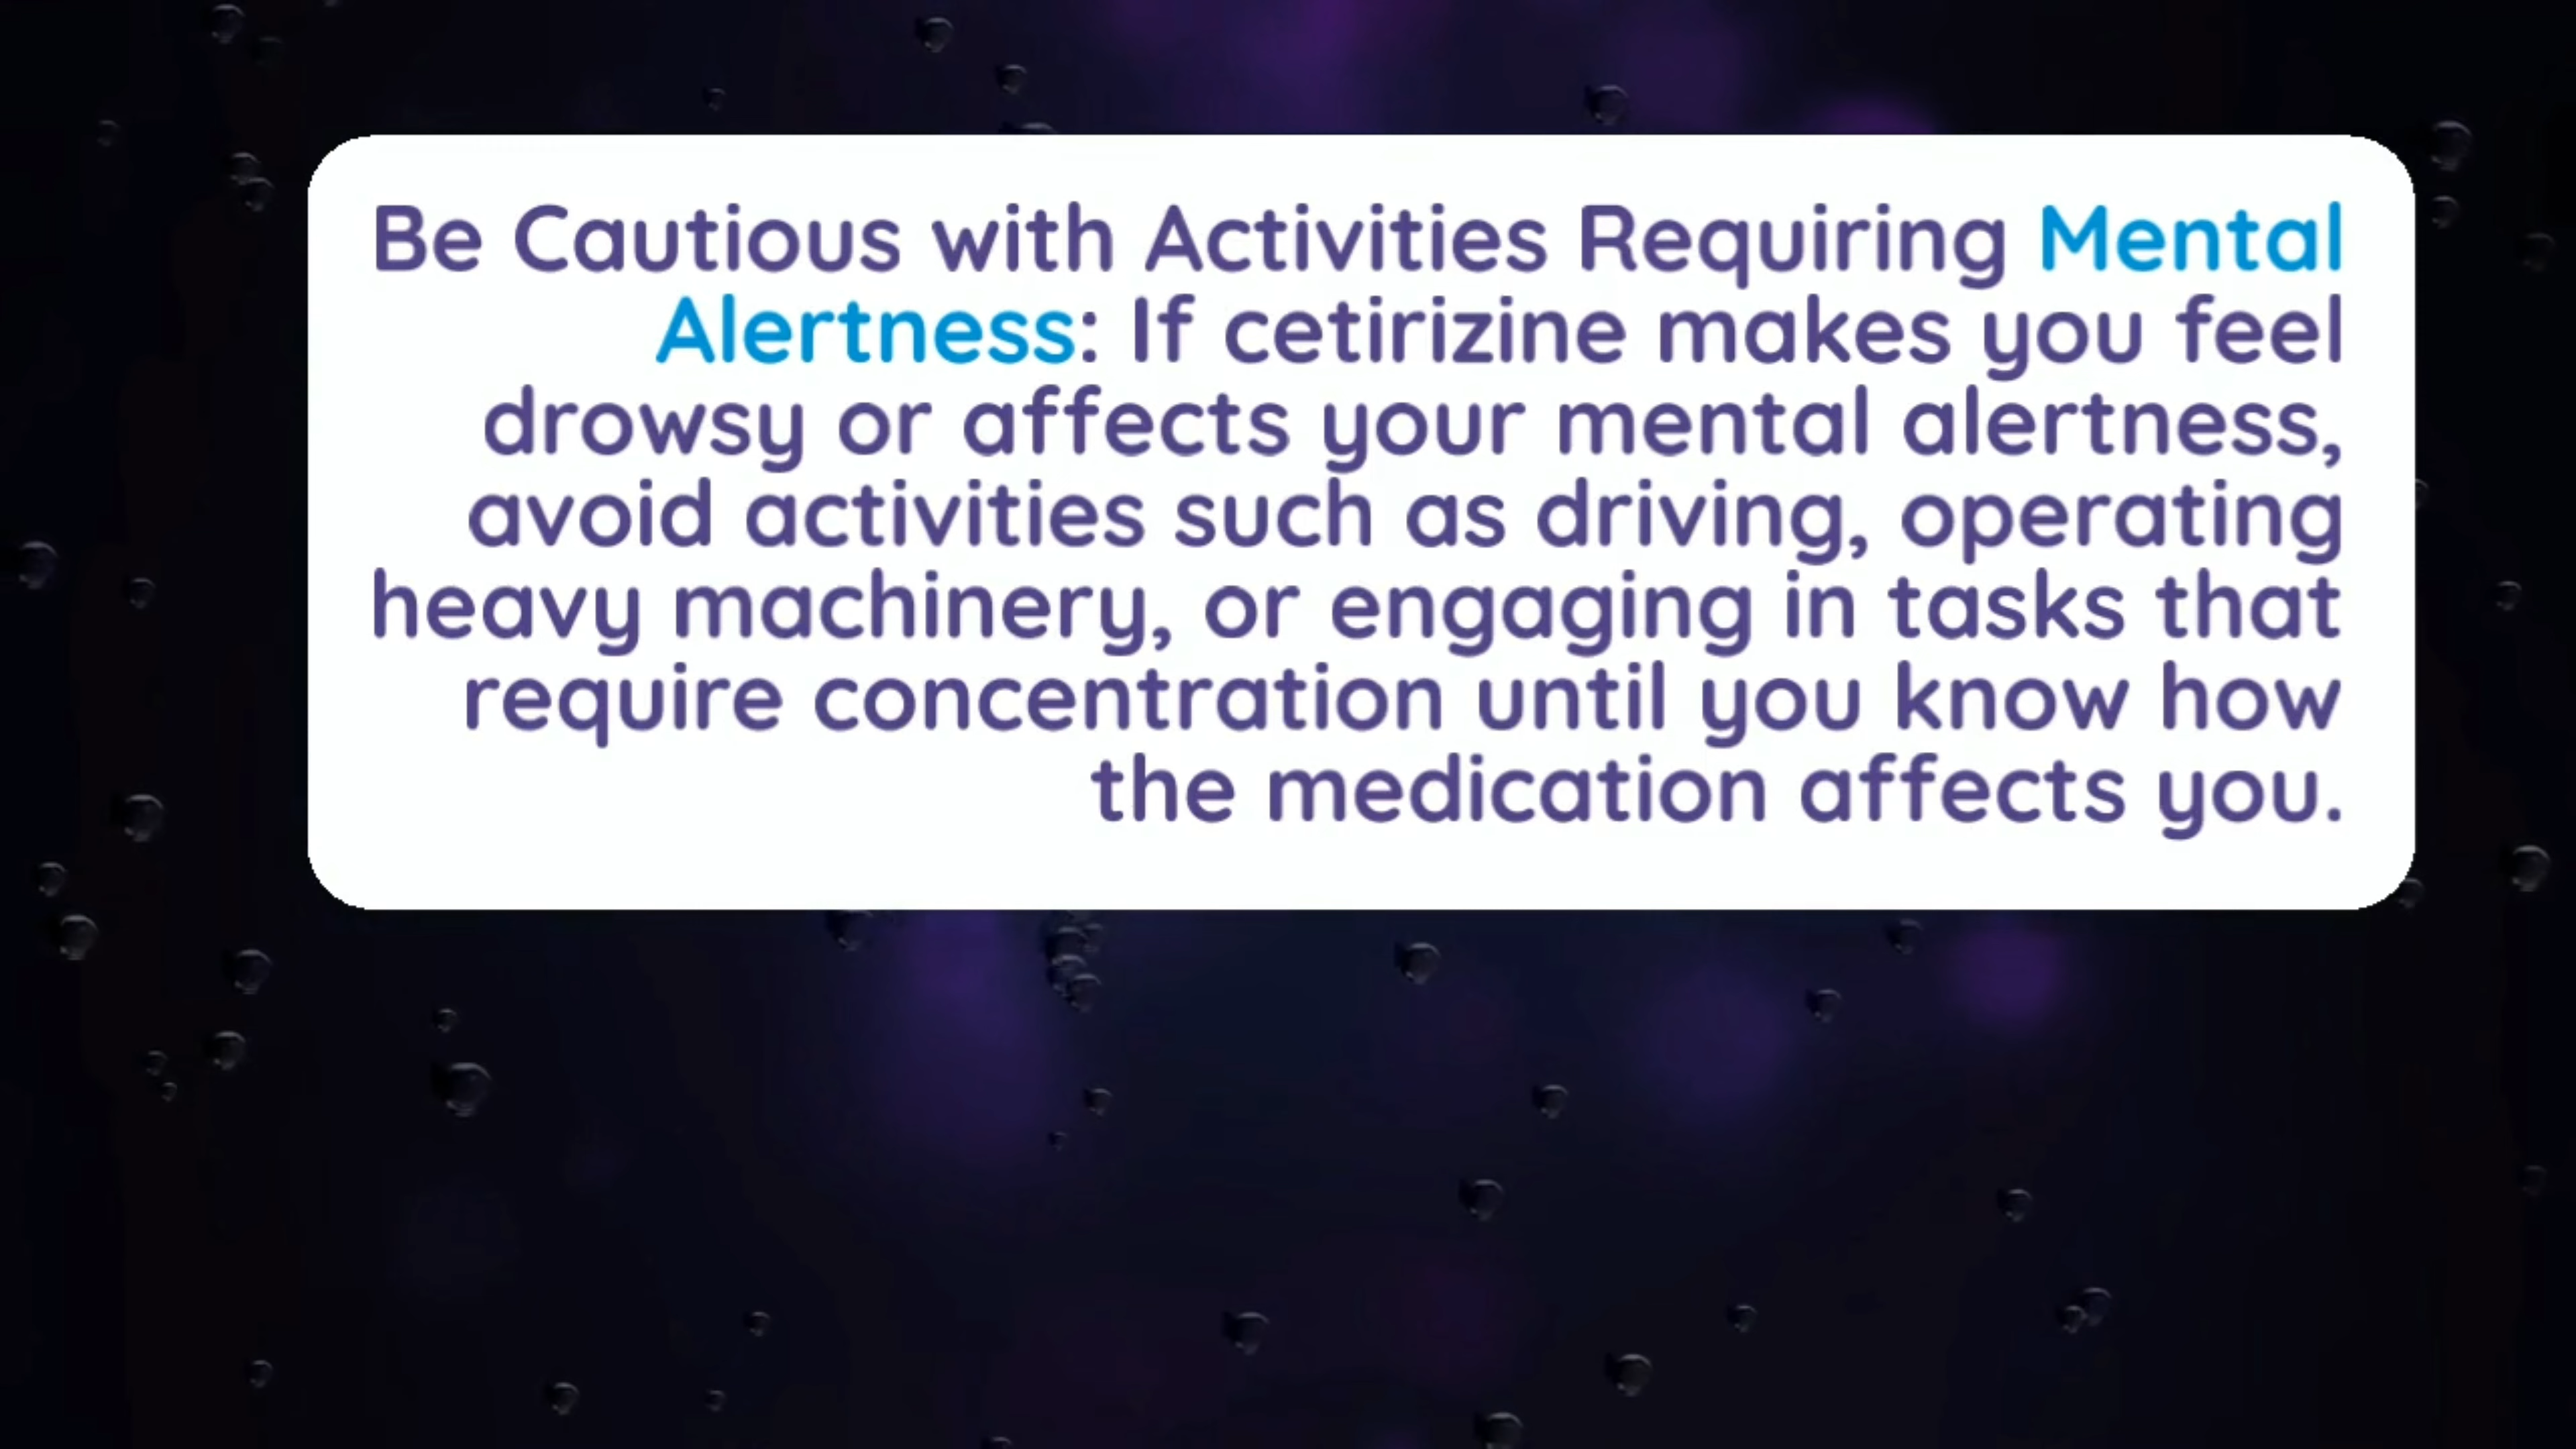 Be Cautious with Activities Requiring Mental
Alertness: If cetirizine makes you feel
drowsy or affects your mental alertness,
avoid activities such as driving, operating
heavy machinery, or engaging in tasks that
require concentration until you know how
the medication affects you.